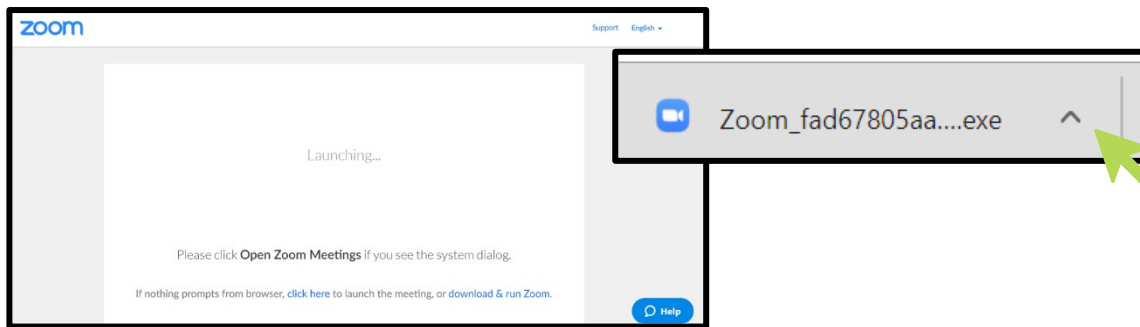 zoom
Support English
Launching...
Please click Open Zoom Meetings if you see the system dialog.
If nothing prompts from browser, click here to launch the meeting, or download & run Zoom.
Help
Zoom_fad67805aa....exe